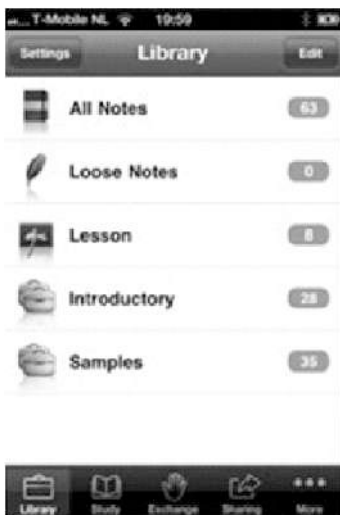 T-Mobile NL 19:59
Settings Library Edit
All Notes 63
Loose Notes 0
Lesson 8
Introductory 28
Samples 35
Library Study Exchange Sharing More